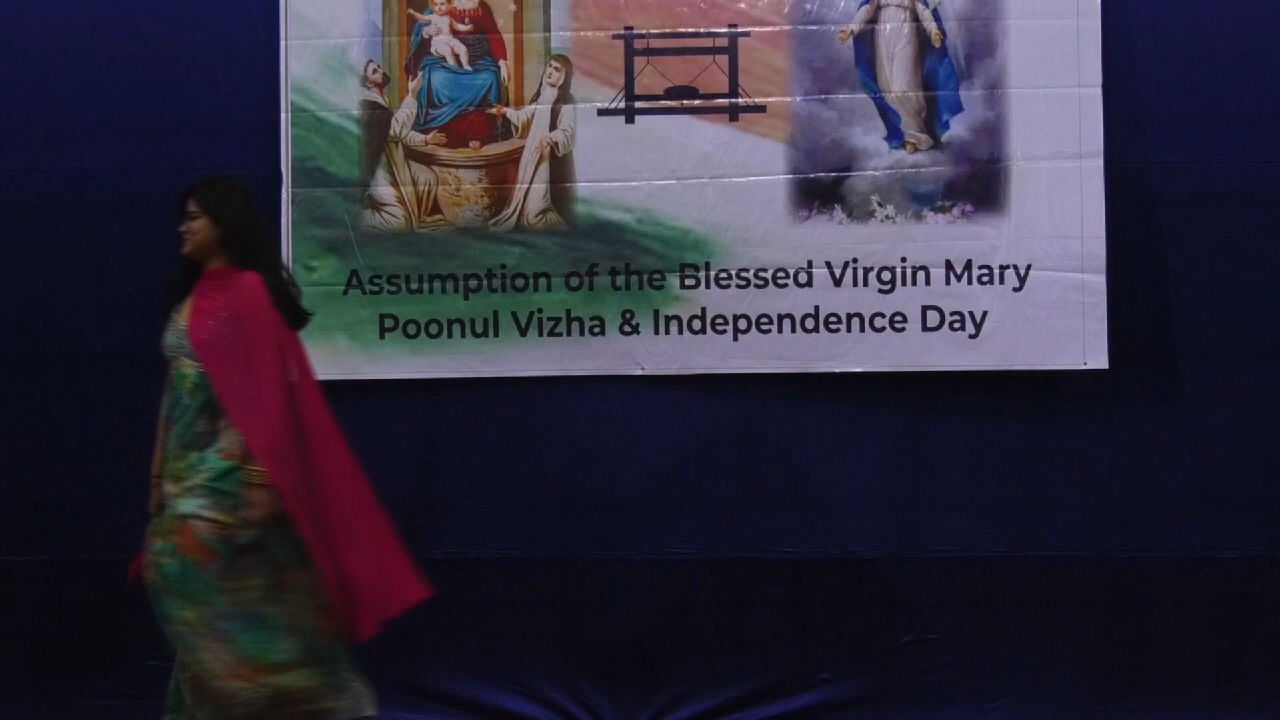 Assumption of the Blessed Virgin Mary
Poonul Vizha & Independence Day